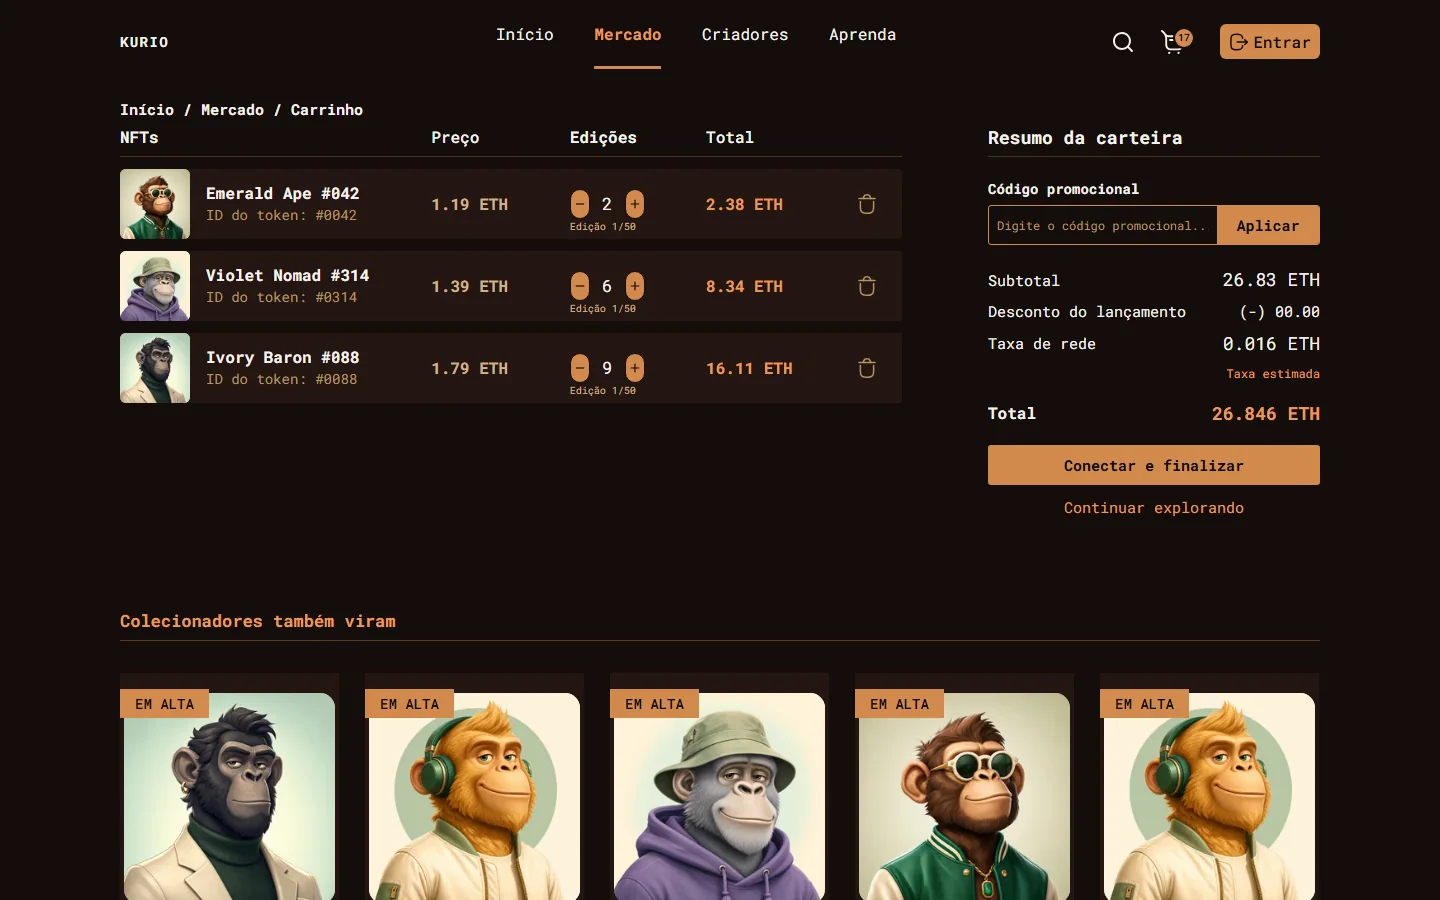 KURIO
Início
Mercado
Criadores
Aprenda
17
Entrar
Início / Mercado / Carrinho
NFTs
Preço
Edições
Total
Emerald Ape #042
ID do token: #0042
1.19 ETH
− 2 +
Edição 1/50
2.38 ETH
Violet Nomad #314
ID do token: #0314
1.39 ETH
− 6 +
Edição 1/50
8.34 ETH
Ivory Baron #088
ID do token: #0088
1.79 ETH
− 9 +
Edição 1/50
16.11 ETH
Resumo da carteira
Código promocional
Digite o código promocional..
Aplicar
Subtotal
26.83 ETH
Desconto do lançamento
(-) 00.00
Taxa de rede
0.016 ETH
Taxa estimada
Total
26.846 ETH
Conectar e finalizar
Continuar explorando
Colecionadores também viram
EM ALTA
EM ALTA
EM ALTA
EM ALTA
EM ALTA